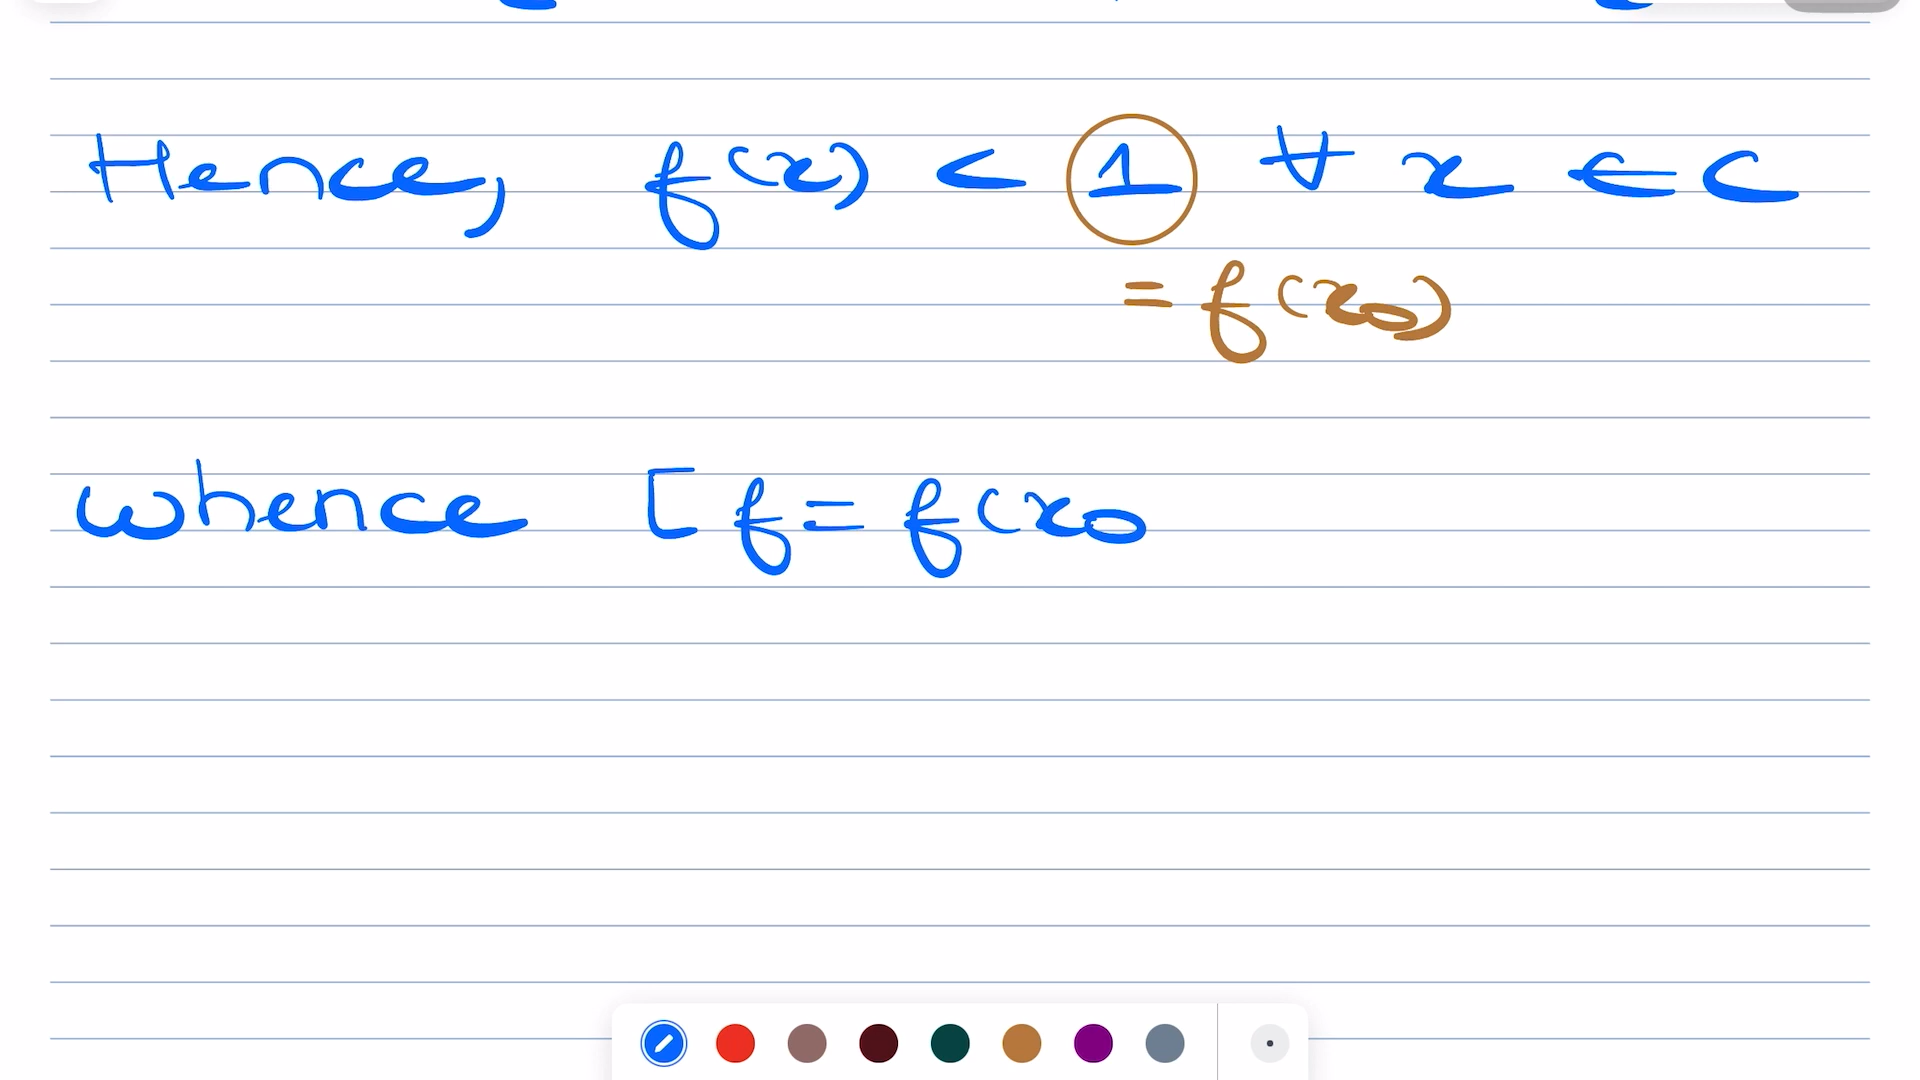 Hence, f(x) < 1 ∀ x ∈ C
= f(x₀)
whence [f = f(x₀